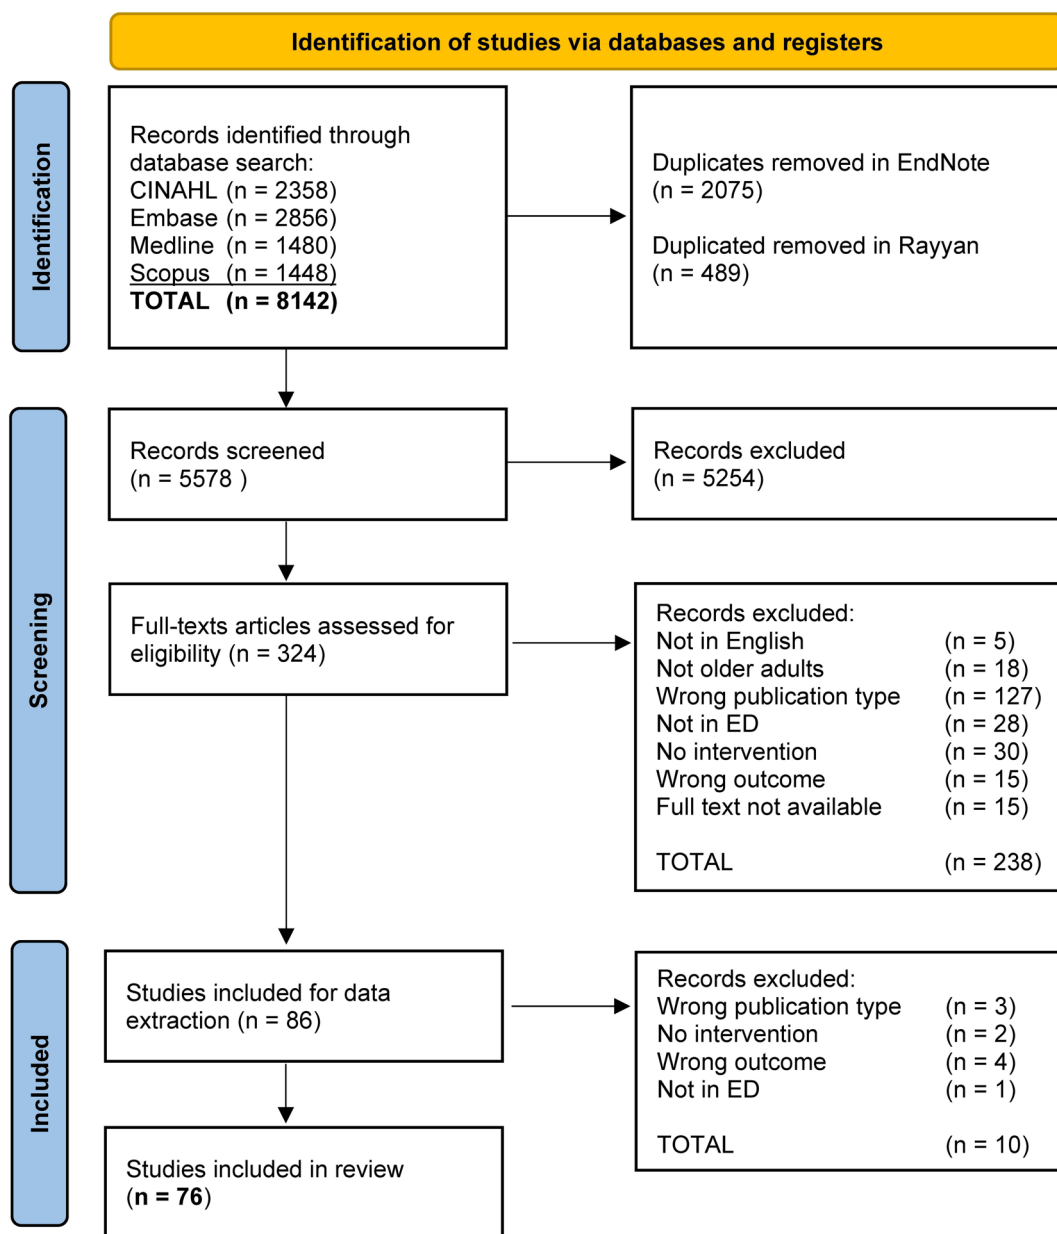 Identification of studies via databases and registers
Identification
Records identified through
database search:
CINAHL (n = 2358)
Embase (n = 2856)
Medline (n = 1480)
Scopus (n = 1448)
TOTAL (n = 8142)
Duplicates removed in EndNote
(n = 2075)
Duplicated removed in Rayyan
(n = 489)
Screening
Records screened
(n = 5578 )
Records excluded
(n = 5254)
Full-texts articles assessed for
eligibility (n = 324)
Records excluded:
Not in English (n = 5)
Not older adults (n = 18)
Wrong publication type (n = 127)
Not in ED (n = 28)
No intervention (n = 30)
Wrong outcome (n = 15)
Full text not available (n = 15)
TOTAL (n = 238)
Included
Studies included for data
extraction (n = 86)
Records excluded:
Wrong publication type (n = 3)
No intervention (n = 2)
Wrong outcome (n = 4)
Not in ED (n = 1)
TOTAL (n = 10)
Studies included in review
(n = 76)